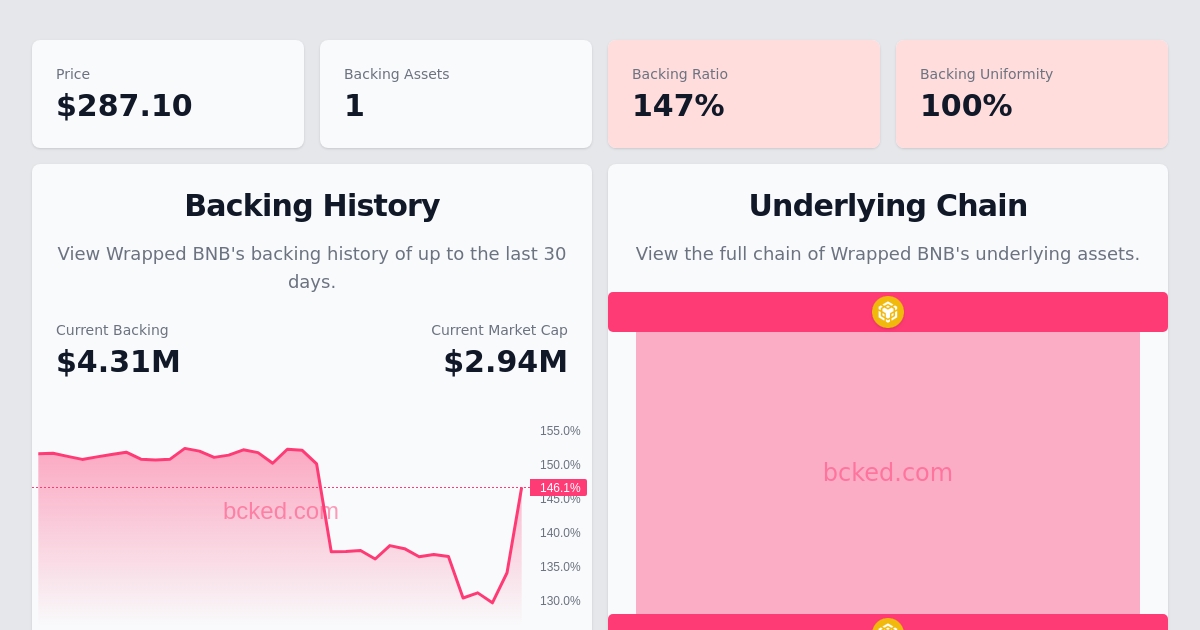 Price
$287.10
Backing Assets
1
Backing Ratio
147%
Backing Uniformity
100%
Backing History
View Wrapped BNB's backing history of up to the last 30
days.
Current Backing
$4.31M
Current Market Cap
$2.94M
155.0%
150.0%
146.1%
145.0%
140.0%
135.0%
130.0%
bcked.com
Underlying Chain
View the full chain of Wrapped BNB's underlying assets.
bcked.com